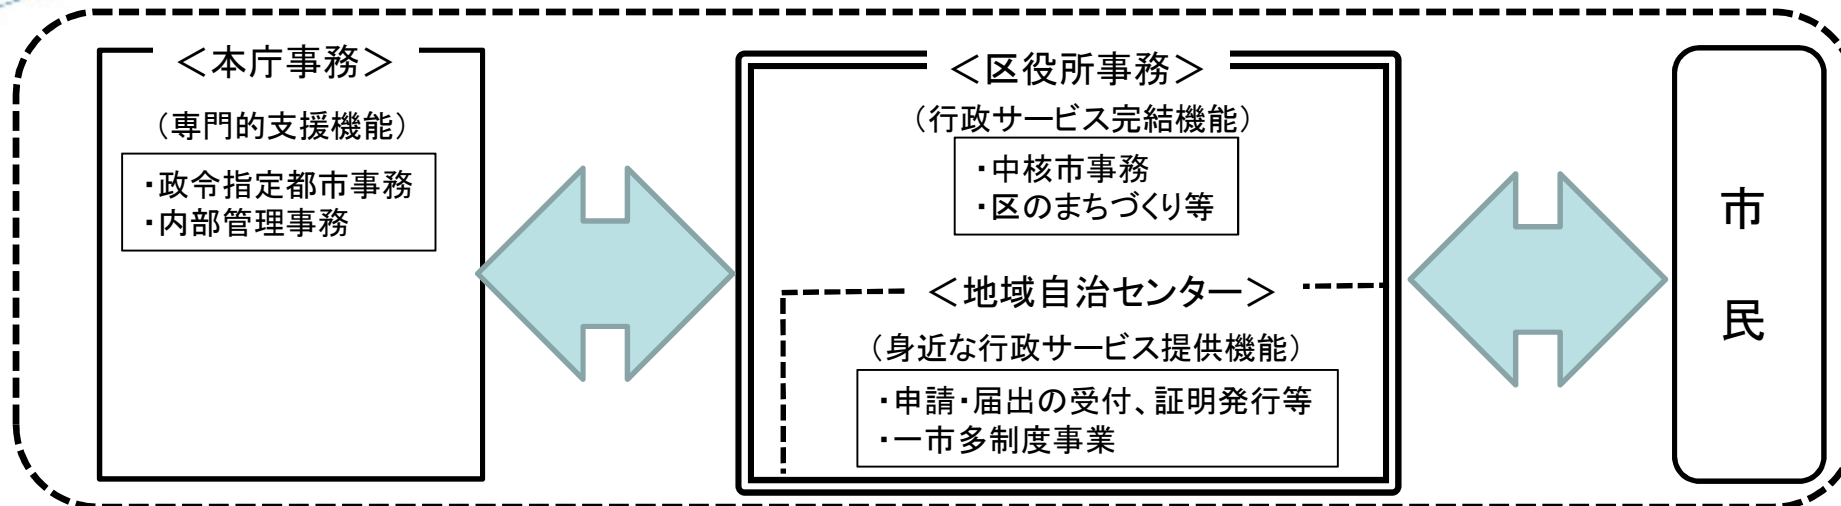 ＜本庁事務＞
（専門的支援機能）
・政令指定都市事務
・内部管理事務
＜区役所事務＞
（行政サービス完結機能）
・中核市事務
・区のまちづくり等
＜地域自治センター＞
（身近な行政サービス提供機能）
・申請・届出の受付、証明発行等
・一市多制度事業
市
民